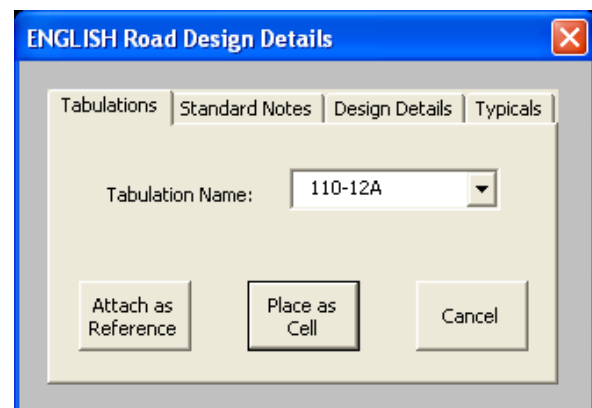 ENGLISH Road Design Details
Tabulations Standard Notes Design Details Typicals
Tabulation Name: 110-12A
Attach as Reference
Place as Cell
Cancel